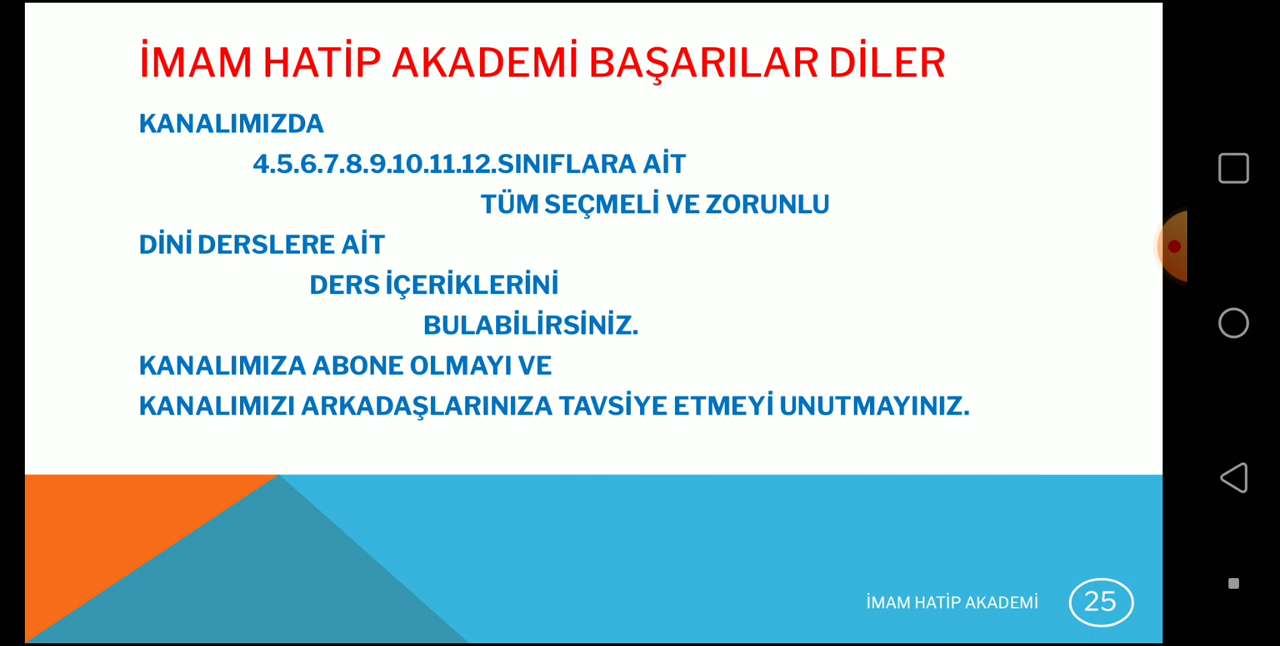 İMAM HATİP AKADEMİ BAŞARILAR DİLER
KANALIMIZDA
4.5.6.7.8.9.10.11.12.SINIFLARA AİT
TÜM SEÇMELİ VE ZORUNLU
DİNİ DERSLERE AİT
DERS İÇERİKLERİNİ
BULABİLİRSİNİZ.
KANALIMIZA ABONE OLMAYI VE
KANALIMIZI ARKADAŞLARINIZA TAVSİYE ETMEYİ UNUTMAYINIZ.
İMAM HATİP AKADEMİ
25